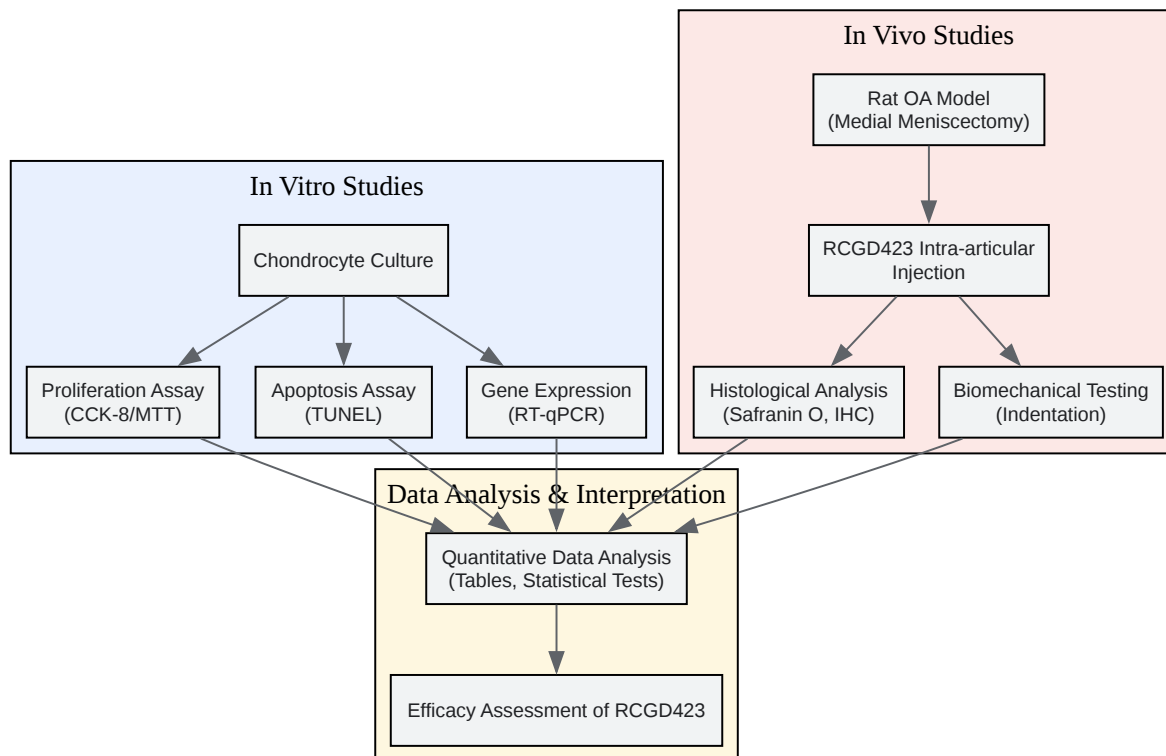 In Vivo Studies
Rat OA Model
(Medial Meniscectomy)
In Vitro Studies
Chondrocyte Culture
RCGD423 Intra-articular
Injection
Proliferation Assay
(CCK-8/MTT)
Apoptosis Assay
(TUNEL)
Gene Expression
(RT-qPCR)
Histological Analysis
(Safranin O, IHC)
Biomechanical Testing
(Indentation)
Data Analysis & Interpretation
Quantitative Data Analysis
(Tables, Statistical Tests)
Efficacy Assessment of RCGD423